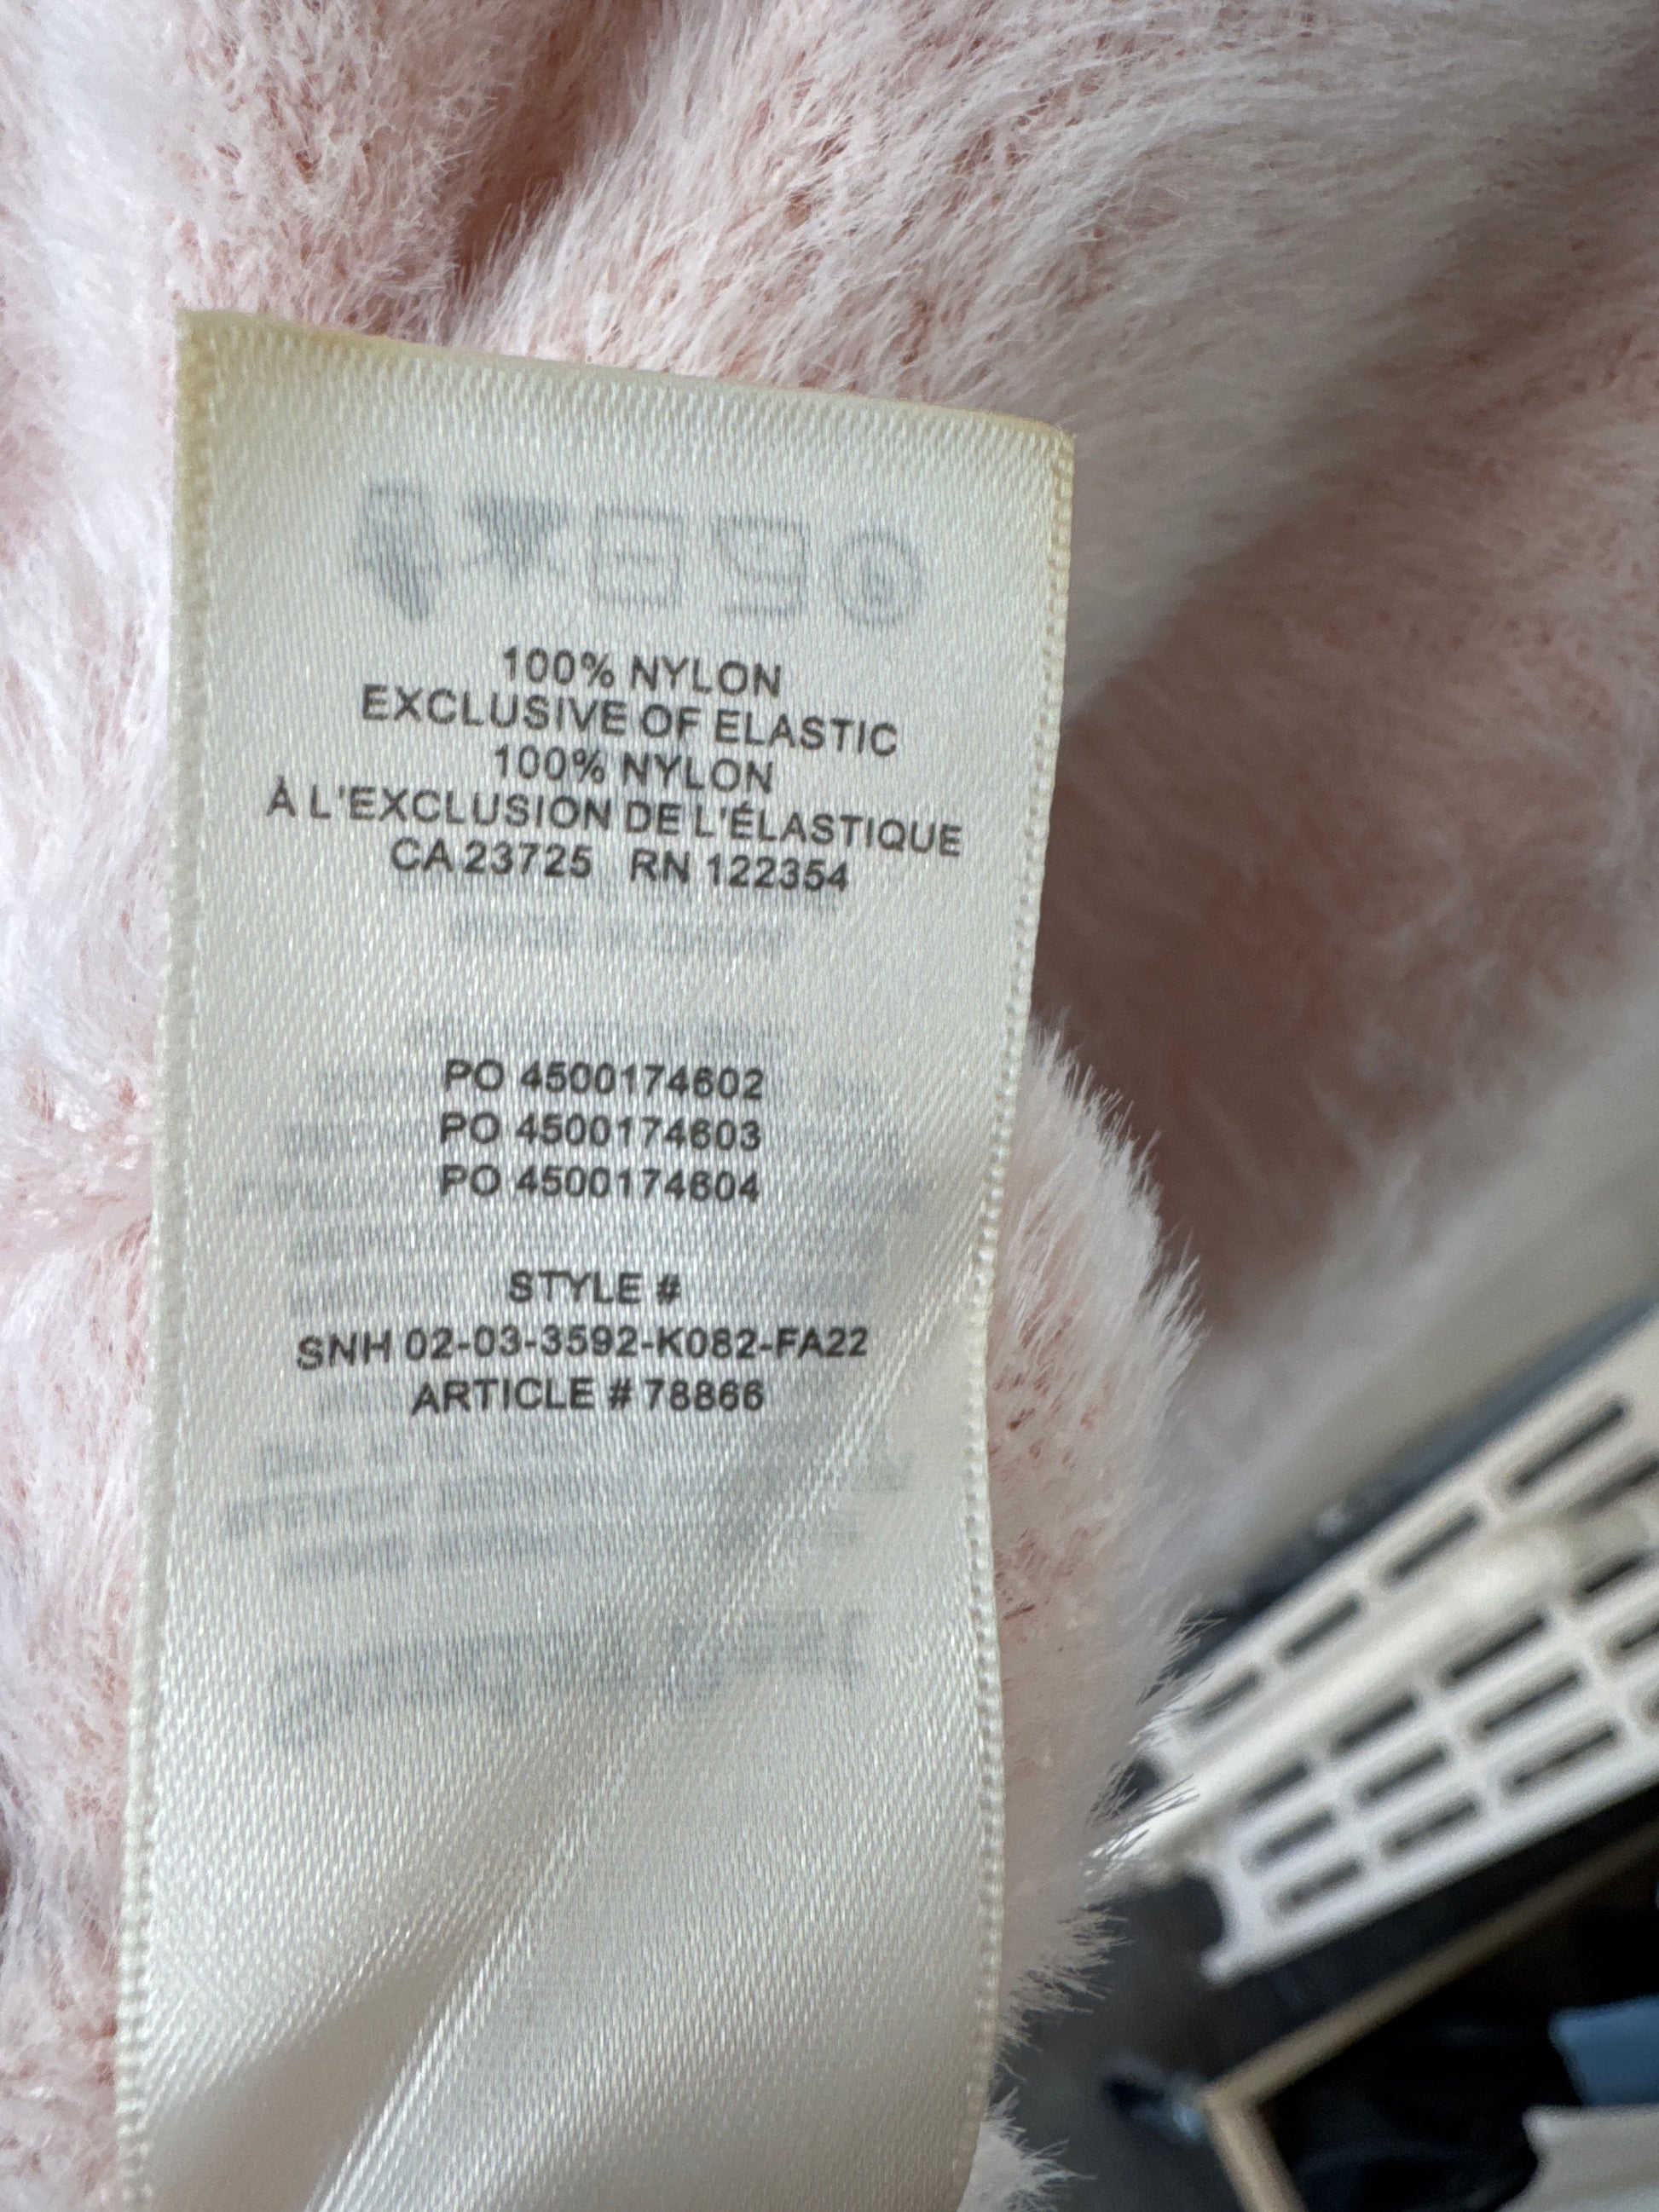 100% NYLON
EXCLUSIVE OF ELASTIC
100% NYLON
À L'EXCLUSION DE L'ÉLASTIQUE
CA 23725 RN 122354
PO 4500174602
PO 4500174603
PO 4500174604
STYLE #
SNH 02-03-3592-K082-FA22
ARTICLE # 78866